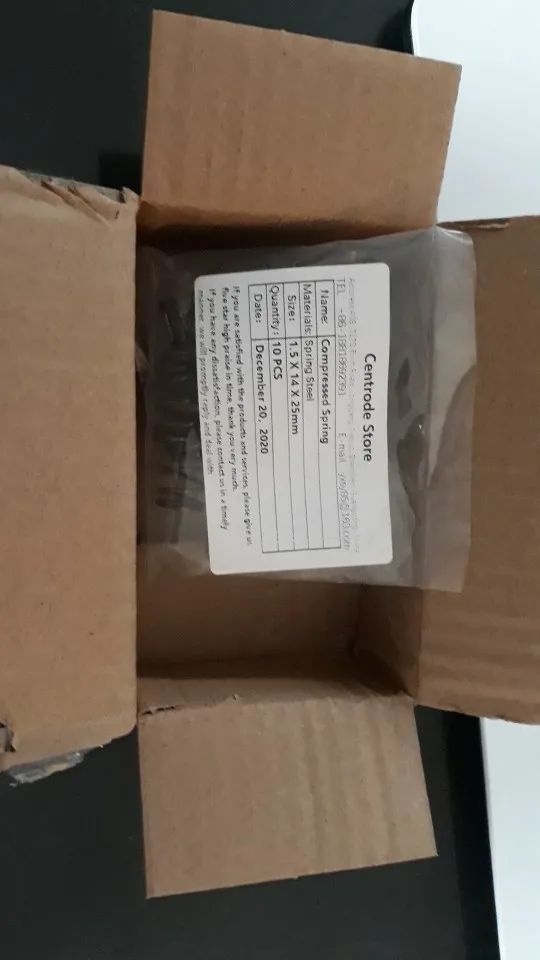 Centrode Store
TEL
E-mail
Name: Compressed Spring
Materials: Spring Steel
Size: 1.5 X 14 X 25mm
Quantity: 10 PCS
Date: December 20, 2020
If you are satisfied with the products and services, please give us
five star high praise in time, thank you very much.
If you have any dissatisfaction, please contact us in a timely
manner, we will promptly reply and deal with